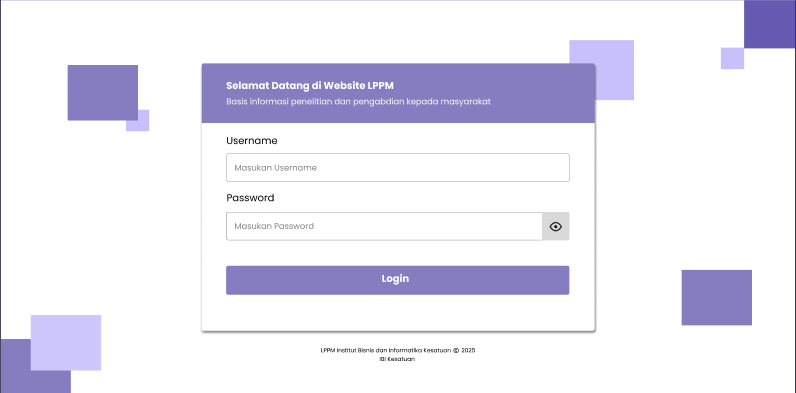 Selamat Datang di Website LPPM
Basis informasi penelitian dan pengabdian kepada masyarakat
Username
Masukan Username
Password
Masukan Password
Login
LPPM Institut Bisnis dan Informatika Kesatuan © 2025
IBI Kesatuan